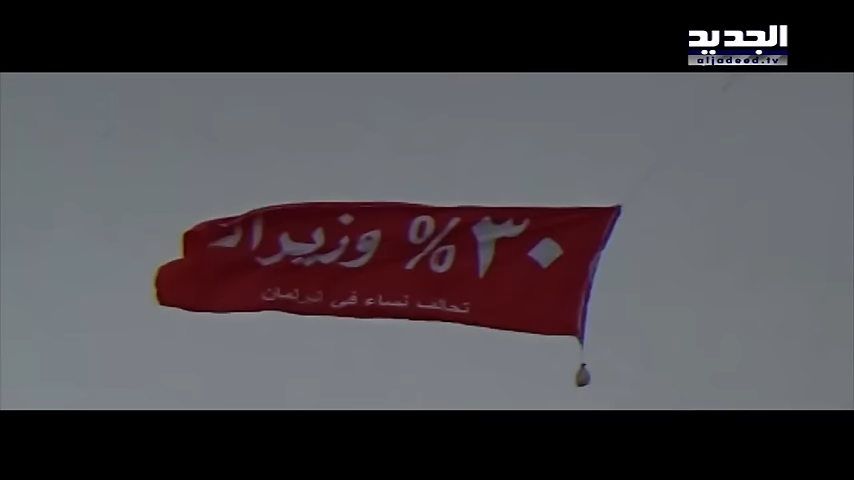 الجديد
aljadeed.tv
٣٠% وزيرات
تحالف نساء في البرلمان